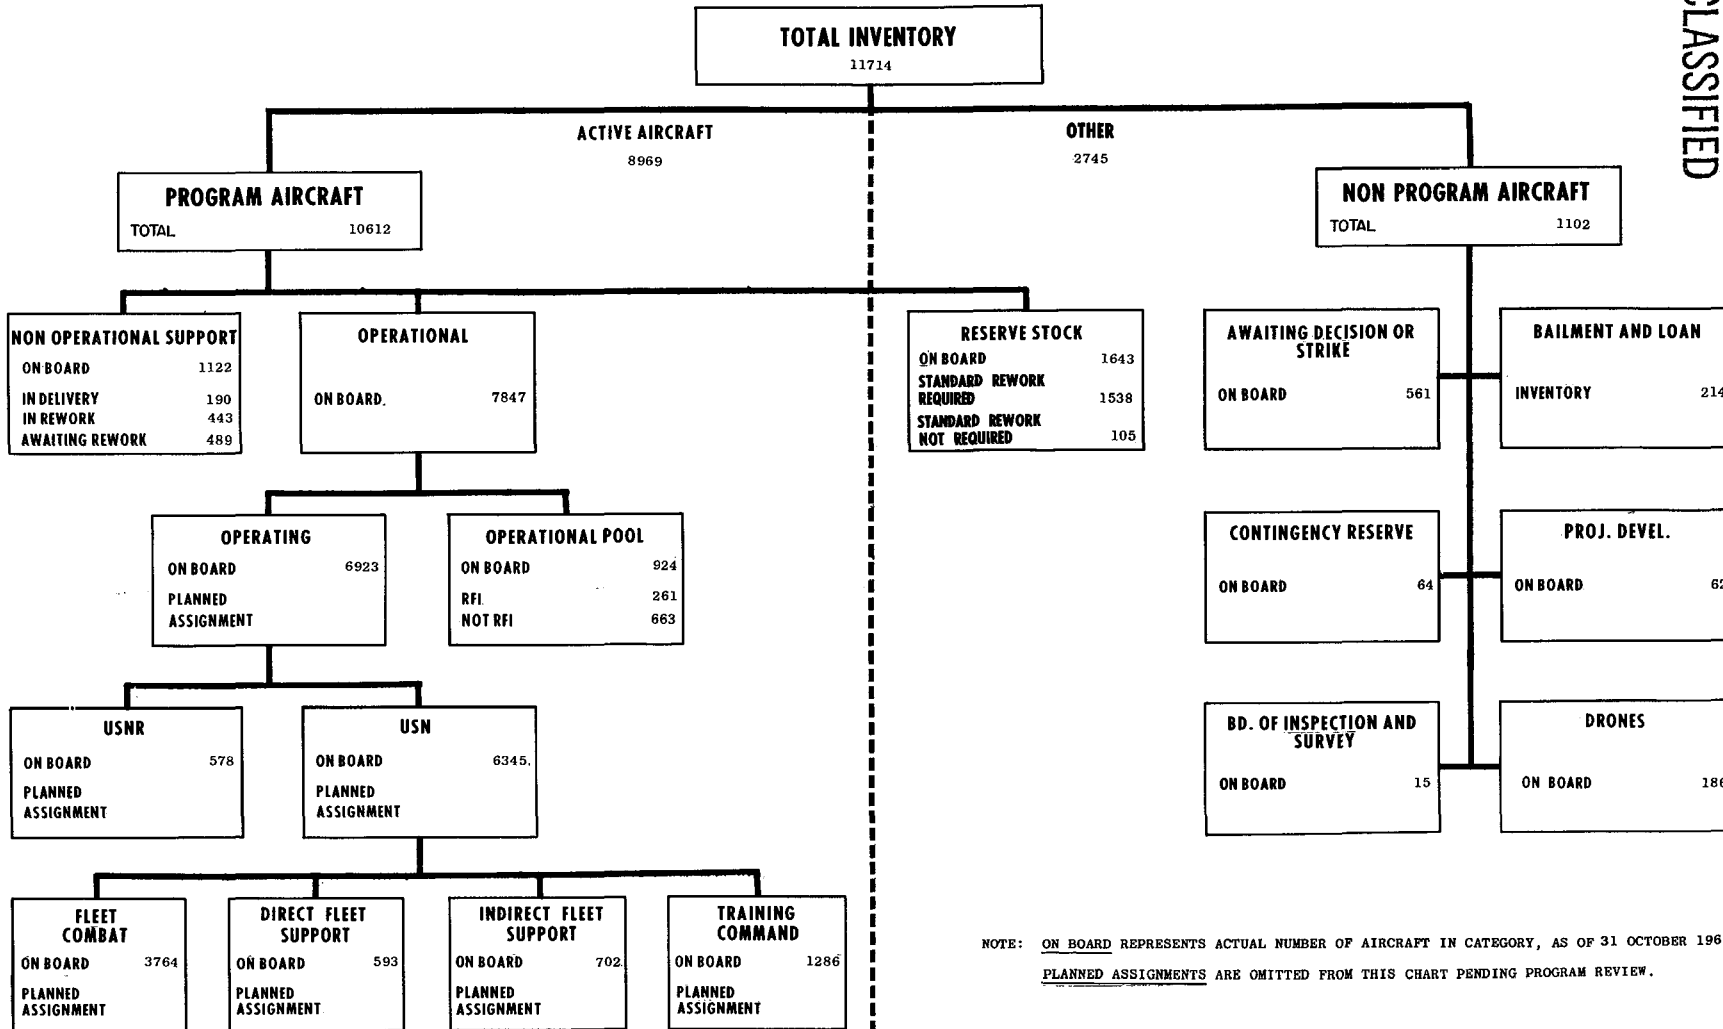 CLASSIFIED
TOTAL INVENTORY
11714
ACTIVE AIRCRAFT
8969
OTHER
2745
PROGRAM AIRCRAFT
TOTAL 10612
NON PROGRAM AIRCRAFT
TOTAL 1102
NON OPERATIONAL SUPPORT
ON BOARD 1122
IN DELIVERY 190
IN REWORK 443
AWAITING REWORK 489
OPERATIONAL
ON BOARD. 7847
RESERVE STOCK
ON BOARD 1643
STANDARD REWORK
REQUIRED 1538
STANDARD REWORK
NOT REQUIRED 105
AWAITING DECISION OR
STRIKE
ON BOARD 561
BAILMENT AND LOAN
INVENTORY 214
OPERATING
ON BOARD 6923
PLANNED
ASSIGNMENT
OPERATIONAL POOL
ON BOARD 924
RFI 261
NOT RFI 663
CONTINGENCY RESERVE
ON BOARD 64
PROJ. DEVEL.
ON BOARD 62
USNR
ON BOARD 578
PLANNED
ASSIGNMENT
USN
ON BOARD 6345.
PLANNED
ASSIGNMENT
BD. OF INSPECTION AND
SURVEY
ON BOARD 15
DRONES
ON BOARD 186
FLEET
COMBAT
ON BOARD 3764
PLANNED
ASSIGNMENT
DIRECT FLEET
SUPPORT
ON BOARD 593
PLANNED
ASSIGNMENT
INDIRECT FLEET
SUPPORT
ON BOARD 702
PLANNED
ASSIGNMENT
TRAINING
COMMAND
ON BOARD 1286
PLANNED
ASSIGNMENT
NOTE: ON BOARD REPRESENTS ACTUAL NUMBER OF AIRCRAFT IN CATEGORY, AS OF 31 OCTOBER 196
PLANNED ASSIGNMENTS ARE OMITTED FROM THIS CHART PENDING PROGRAM REVIEW.